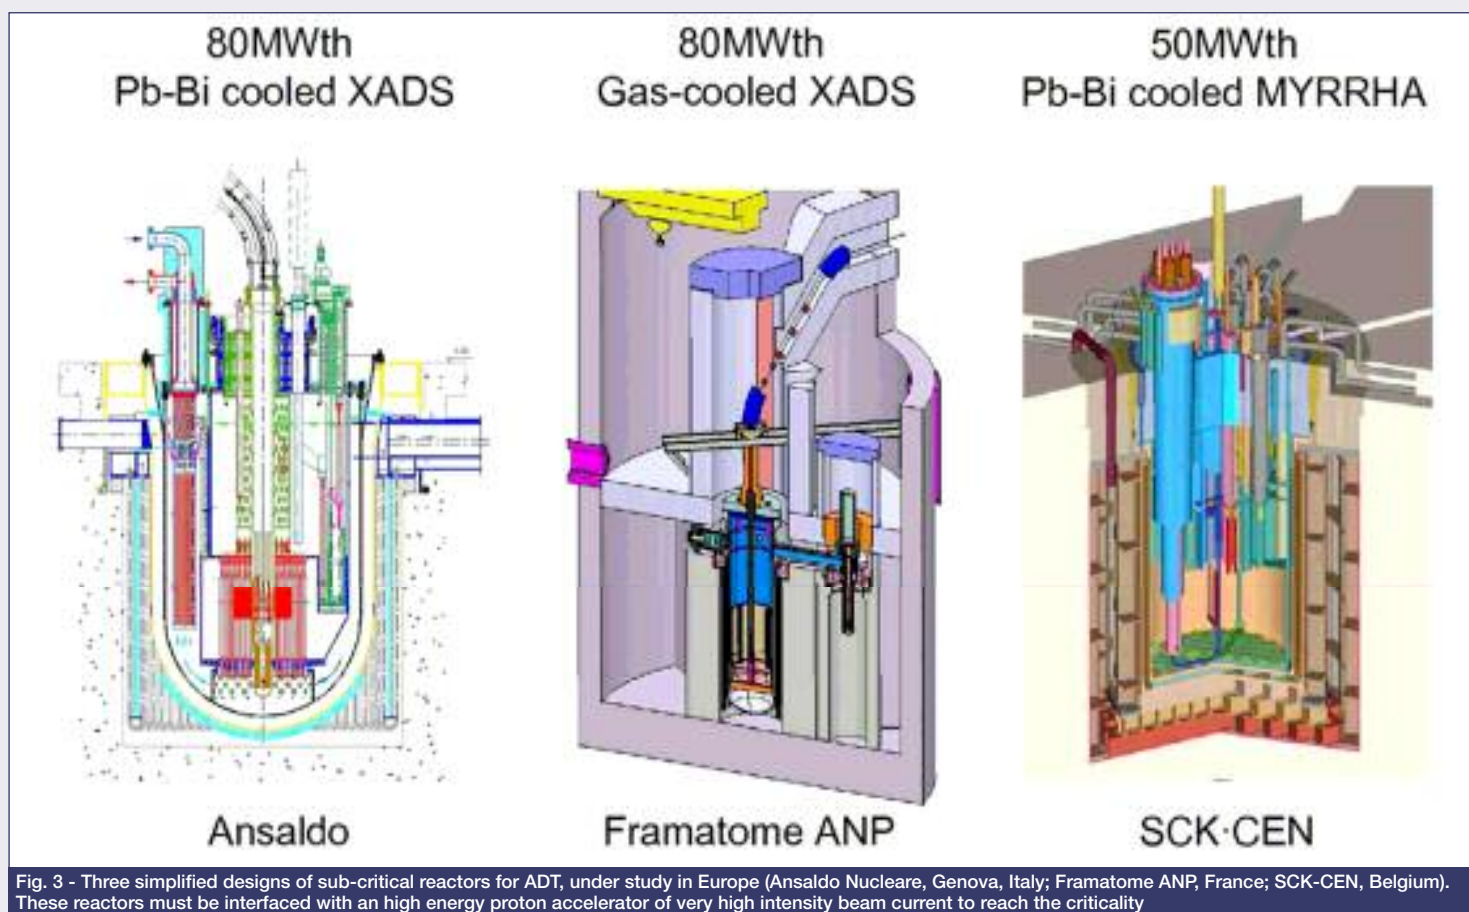 80MWth
Pb-Bi cooled XADS
80MWth
Gas-cooled XADS
50MWth
Pb-Bi cooled MYRRHA
Ansaldo
Framatome ANP
SCK·CEN
Fig. 3 - Three simplified designs of sub-critical reactors for ADT, under study in Europe (Ansaldo Nucleare, Genova, Italy; Framatome ANP, France; SCK-CEN, Belgium).
These reactors must be interfaced with an high energy proton accelerator of very high intensity beam current to reach the criticality